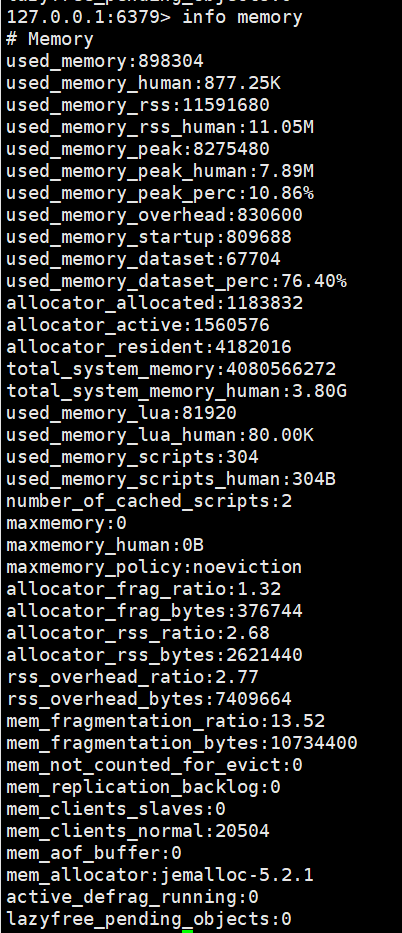 127.0.0.1:6379> info memory
# Memory
used_memory:898304
used_memory_human:877.25K
used_memory_rss:11591680
used_memory_rss_human:11.05M
used_memory_peak:8275480
used_memory_peak_human:7.89M
used_memory_peak_perc:10.86%
used_memory_overhead:830600
used_memory_startup:809688
used_memory_dataset:67704
used_memory_dataset_perc:76.40%
allocator_allocated:1183832
allocator_active:1560576
allocator_resident:4182016
total_system_memory:4080566272
total_system_memory_human:3.80G
used_memory_lua:81920
used_memory_lua_human:80.00K
used_memory_scripts:304
used_memory_scripts_human:304B
number_of_cached_scripts:2
maxmemory:0
maxmemory_human:0B
maxmemory_policy:noeviction
allocator_frag_ratio:1.32
allocator_frag_bytes:376744
allocator_rss_ratio:2.68
allocator_rss_bytes:2621440
rss_overhead_ratio:2.77
rss_overhead_bytes:7409664
mem_fragmentation_ratio:13.52
mem_fragmentation_bytes:10734400
mem_not_counted_for_evict:0
mem_replication_backlog:0
mem_clients_slaves:0
mem_clients_normal:20504
mem_aof_buffer:0
mem_allocator:jemalloc-5.2.1
active_defrag_running:0
lazyfree_pending_objects:0